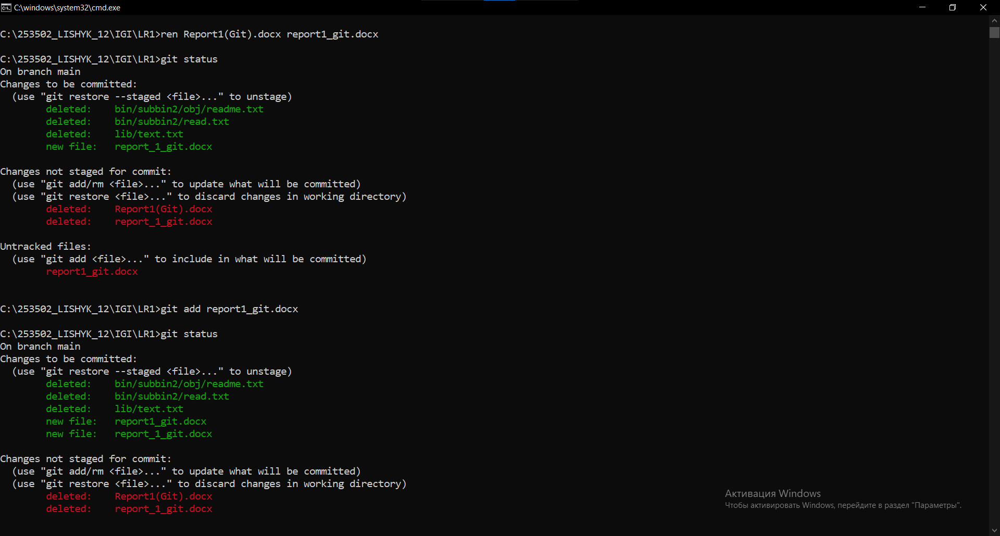 C:\windows\system32\cmd.exe
C:\253502_LISHYK_12\IGI\LR1>ren Report1(Git).docx report1_git.docx
C:\253502_LISHYK_12\IGI\LR1>git status
On branch main
Changes to be committed:
  (use "git restore --staged <file>..." to unstage)
        deleted:    bin/subbin2/obj/readme.txt
        deleted:    bin/subbin2/read.txt
        deleted:    lib/text.txt
        new file:   report_1_git.docx
Changes not staged for commit:
  (use "git add/rm <file>..." to update what will be committed)
  (use "git restore <file>..." to discard changes in working directory)
        deleted:    Report1(Git).docx
        deleted:    report_1_git.docx
Untracked files:
  (use "git add <file>..." to include in what will be committed)
        report1_git.docx
C:\253502_LISHYK_12\IGI\LR1>git add report1_git.docx
C:\253502_LISHYK_12\IGI\LR1>git status
On branch main
Changes to be committed:
  (use "git restore --staged <file>..." to unstage)
        deleted:    bin/subbin2/obj/readme.txt
        deleted:    bin/subbin2/read.txt
        deleted:    lib/text.txt
        new file:   report1_git.docx
        new file:   report_1_git.docx
Changes not staged for commit:
  (use "git add/rm <file>..." to update what will be committed)
  (use "git restore <file>..." to discard changes in working directory)
        deleted:    Report1(Git).docx
        deleted:    report_1_git.docx
Активация Windows
Чтобы активировать Windows, перейдите в раздел "Параметры".